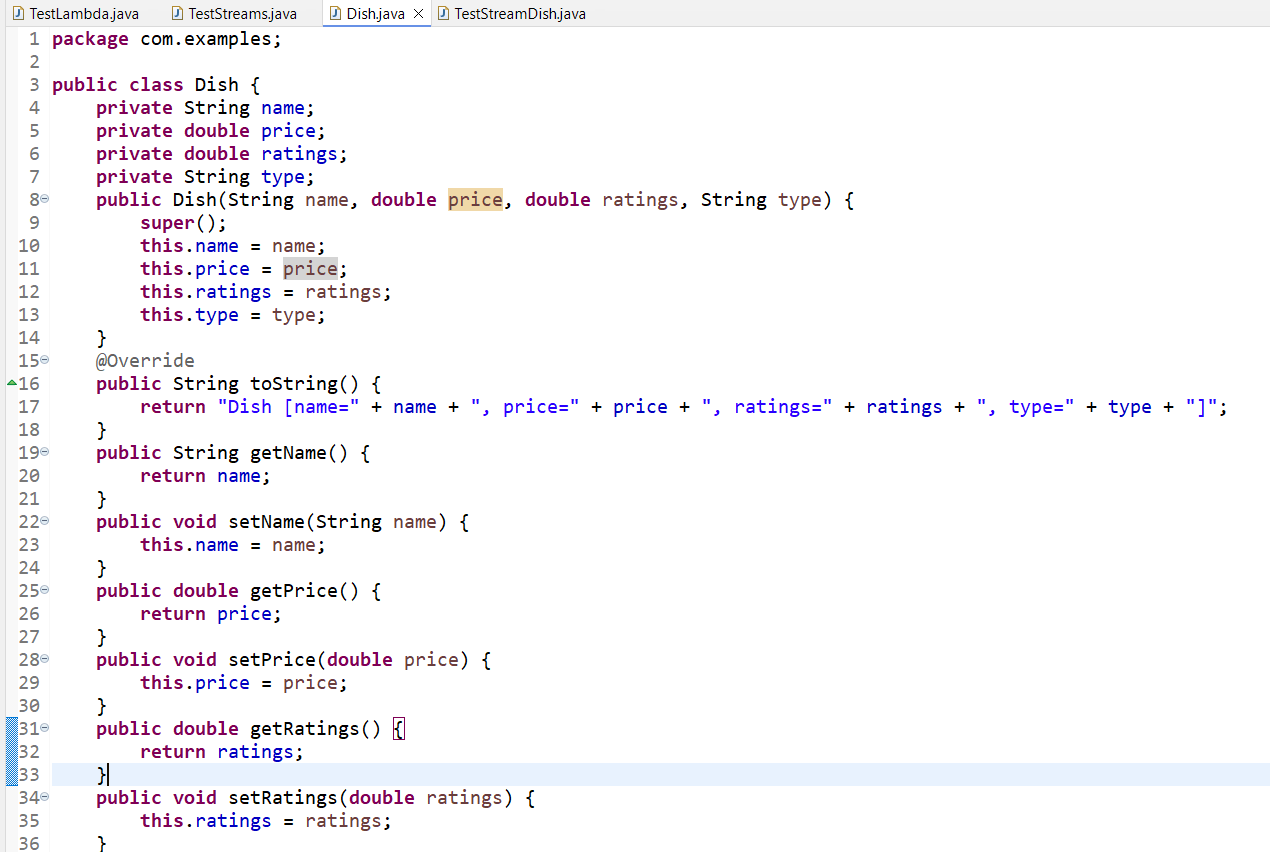 TestLambda.java TestStreams.java Dish.java TestStreamDish.java
1 package com.examples;
2
3 public class Dish {
4     private String name;
5     private double price;
6     private double ratings;
7     private String type;
8     public Dish(String name, double price, double ratings, String type) {
9         super();
10         this.name = name;
11         this.price = price;
12         this.ratings = ratings;
13         this.type = type;
14     }
15     @Override
16     public String toString() {
17         return "Dish [name=" + name + ", price=" + price + ", ratings=" + ratings + ", type=" + type + "]";
18     }
19     public String getName() {
20         return name;
21     }
22     public void setName(String name) {
23         this.name = name;
24     }
25     public double getPrice() {
26         return price;
27     }
28     public void setPrice(double price) {
29         this.price = price;
30     }
31     public double getRatings() {
32         return ratings;
33     }
34     public void setRatings(double ratings) {
35         this.ratings = ratings;
36     }